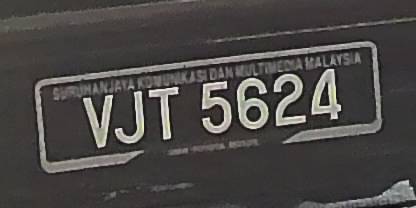 SURUHANJAYA KOMUNIKASI DAN MULTIMEDIA MALAYSIA
VJT 5624